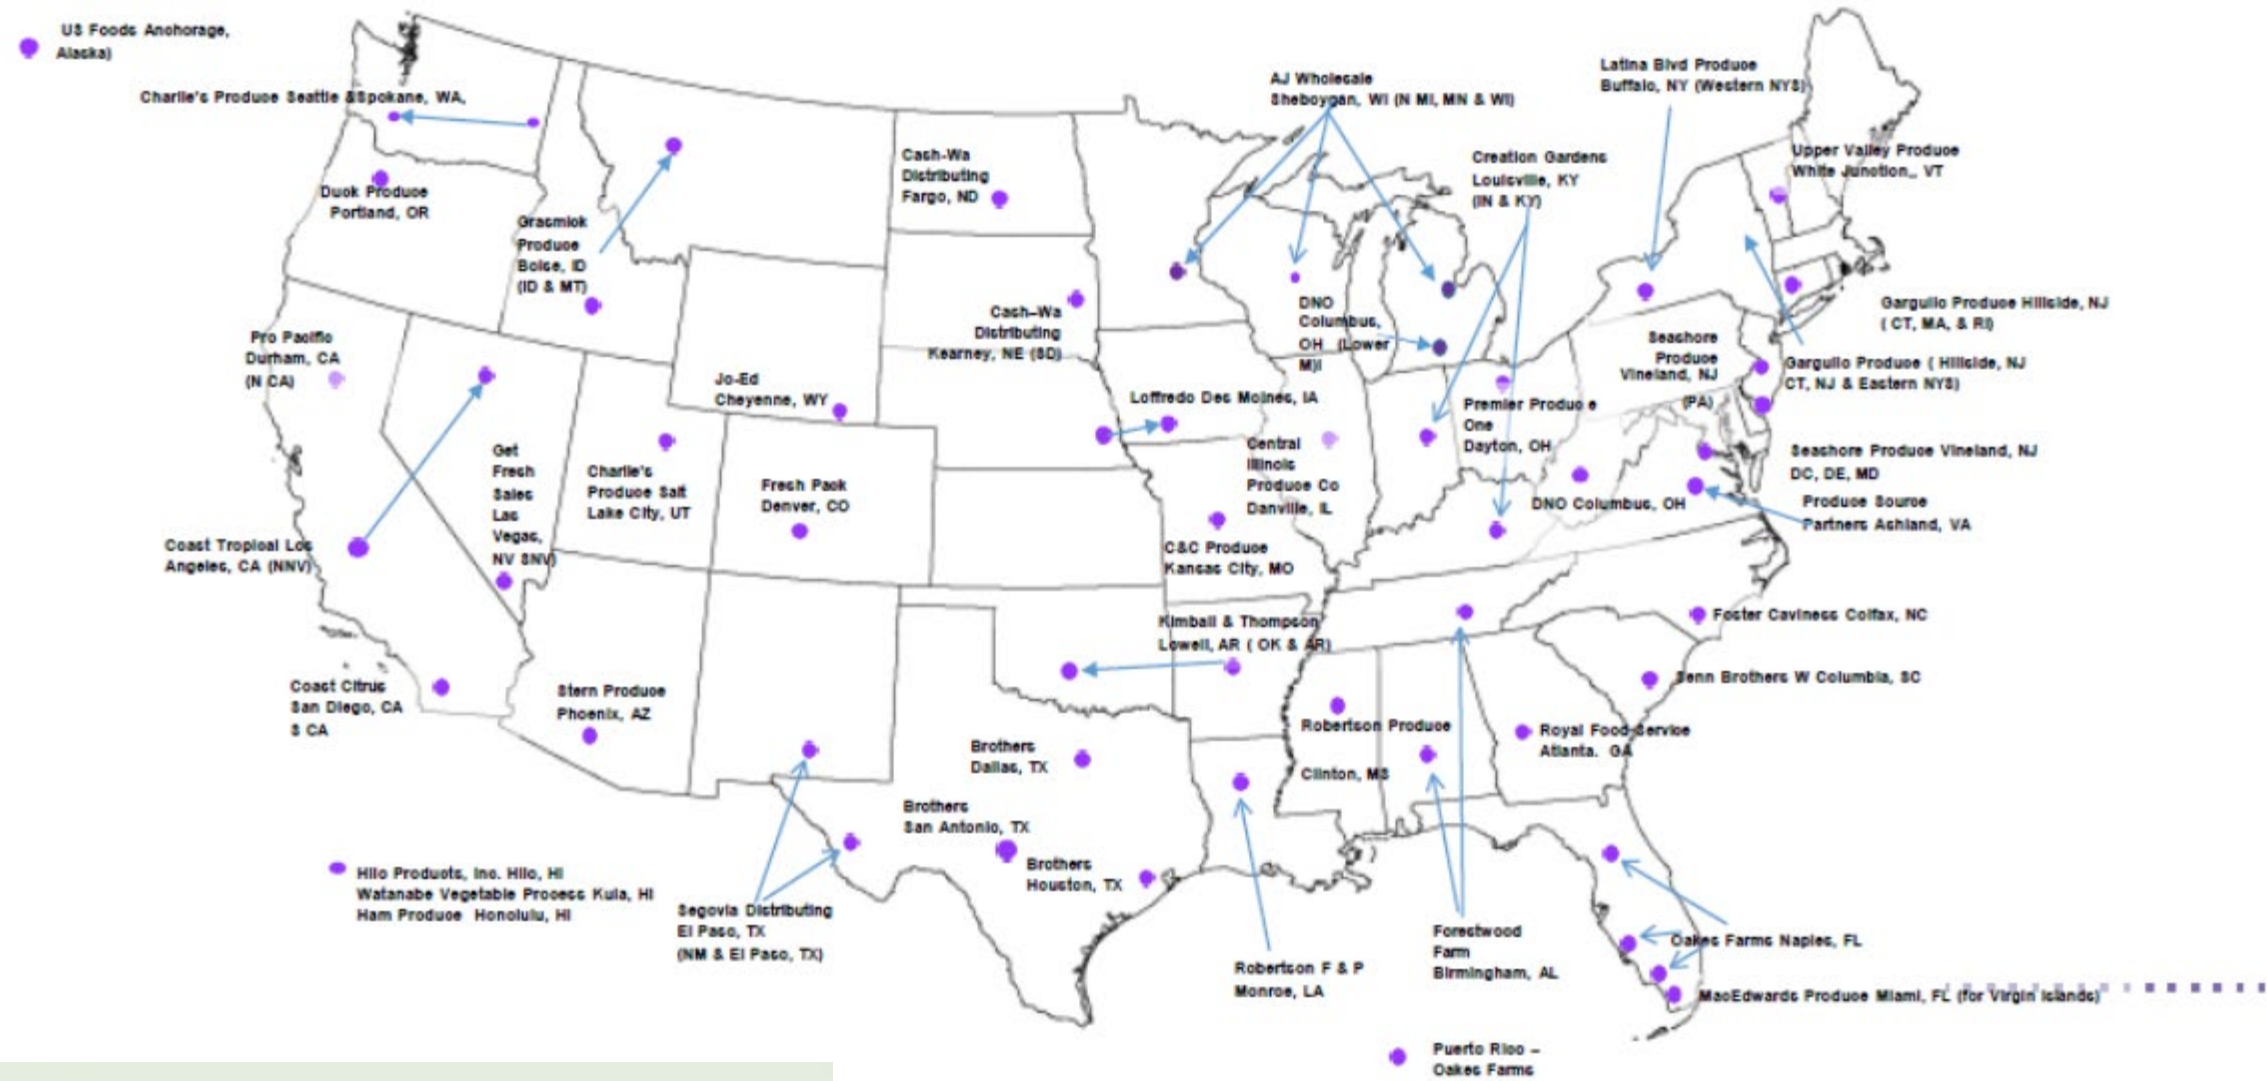 US Foods Anchorage,
Alaska)
Charlie's Produce Seattle &Spokane, WA,
Duck Produce
Portland, OR
Grasmick
Produce
Boise, ID
(ID & MT)
Cash-Wa
Distributing
Fargo, ND
AJ Wholesale
Sheboygan, WI (N MI, MN & WI)
Latina Blvd Produce
Buffalo, NY (Western NYS)
Creation Gardens
Louisville, KY
(IN & KY)
Upper Valley Produce
White Junction,, VT
Pro Pacific
Durham, CA
(N CA)
Cash–Wa
Distributing
Kearney, NE (SD)
DNO
Columbus,
OH (Lower
M)I
Seashore
Produce
Vineland, NJ
(PA)
Gargulio Produce Hillside, NJ
( CT, MA, & RI)
Gargulio Produce ( Hillside, NJ
CT, NJ & Eastern NYS)
Jo-Ed
Cheyenne, WY
Loffredo Des Moines, IA
Premier Produc e
One
Dayton, OH
Central
Illinois
Produce Co
Danville, IL
Get
Fresh
Sales
Las
Vegas,
NV SNV)
Charlie's
Produce Salt
Lake City, UT
Fresh Pack
Denver, CO
DNO Columbus, OH
Seashore Produce Vineland, NJ
DC, DE, MD
Produce Source
Partners Ashland, VA
Coast Tropical Los
Angeles, CA (NNV)
C&C Produce
Kansas City, MO
Kimball & Thompson
Lowell, AR ( OK & AR)
Foster Caviness Colfax, NC
Coast Citrus
San Diego, CA
S CA
Stern Produce
Phoenix, AZ
Senn Brothers W Columbia, SC
Robertson Produce
Clinton, MS
Royal Food Service
Atlanta. GA
Brothers
Dallas, TX
Brothers
San Antonio, TX
Brothers
Houston, TX
Hilo Products, Inc. Hilo, HI
Watanabe Vegetable Process Kula, HI
Ham Produce Honolulu, HI
Segovia Distributing
El Paso, TX
(NM & El Paso, TX)
Robertson F & P
Monroe, LA
Forestwood
Farm
Birmingham, AL
Oakes Farms Naples, FL
MacEdwards Produce Miami, FL (for Virgin Islands)
Puerto Rico –
Oakes Farms